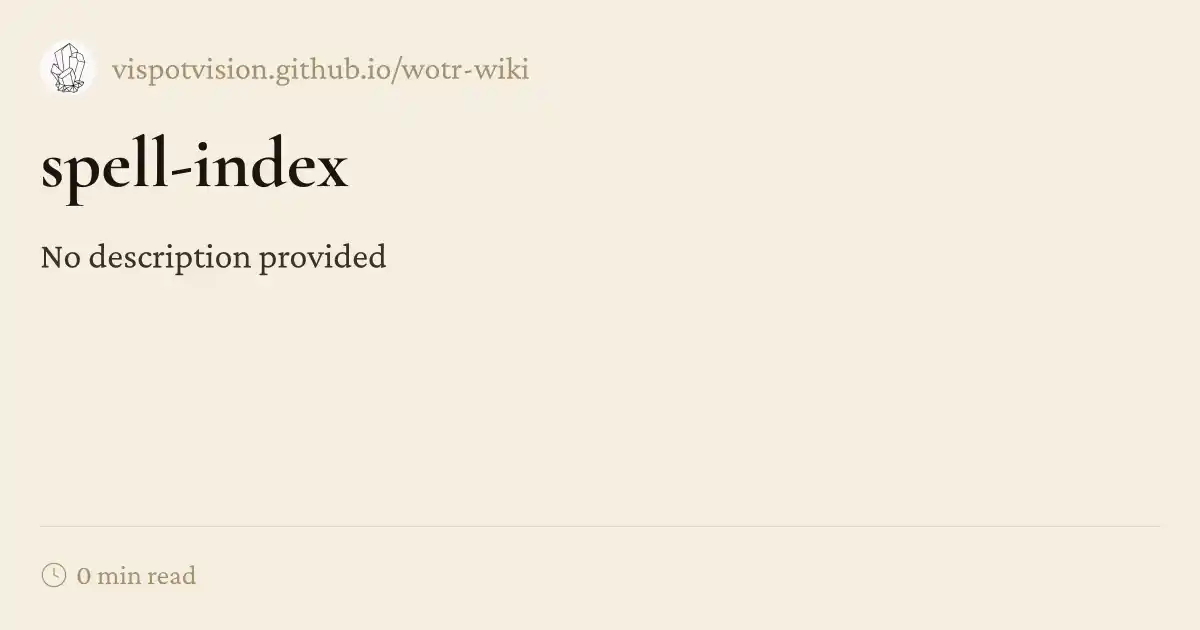 vispotvision.github.io/wotr-wiki
spell-index
No description provided
0 min read